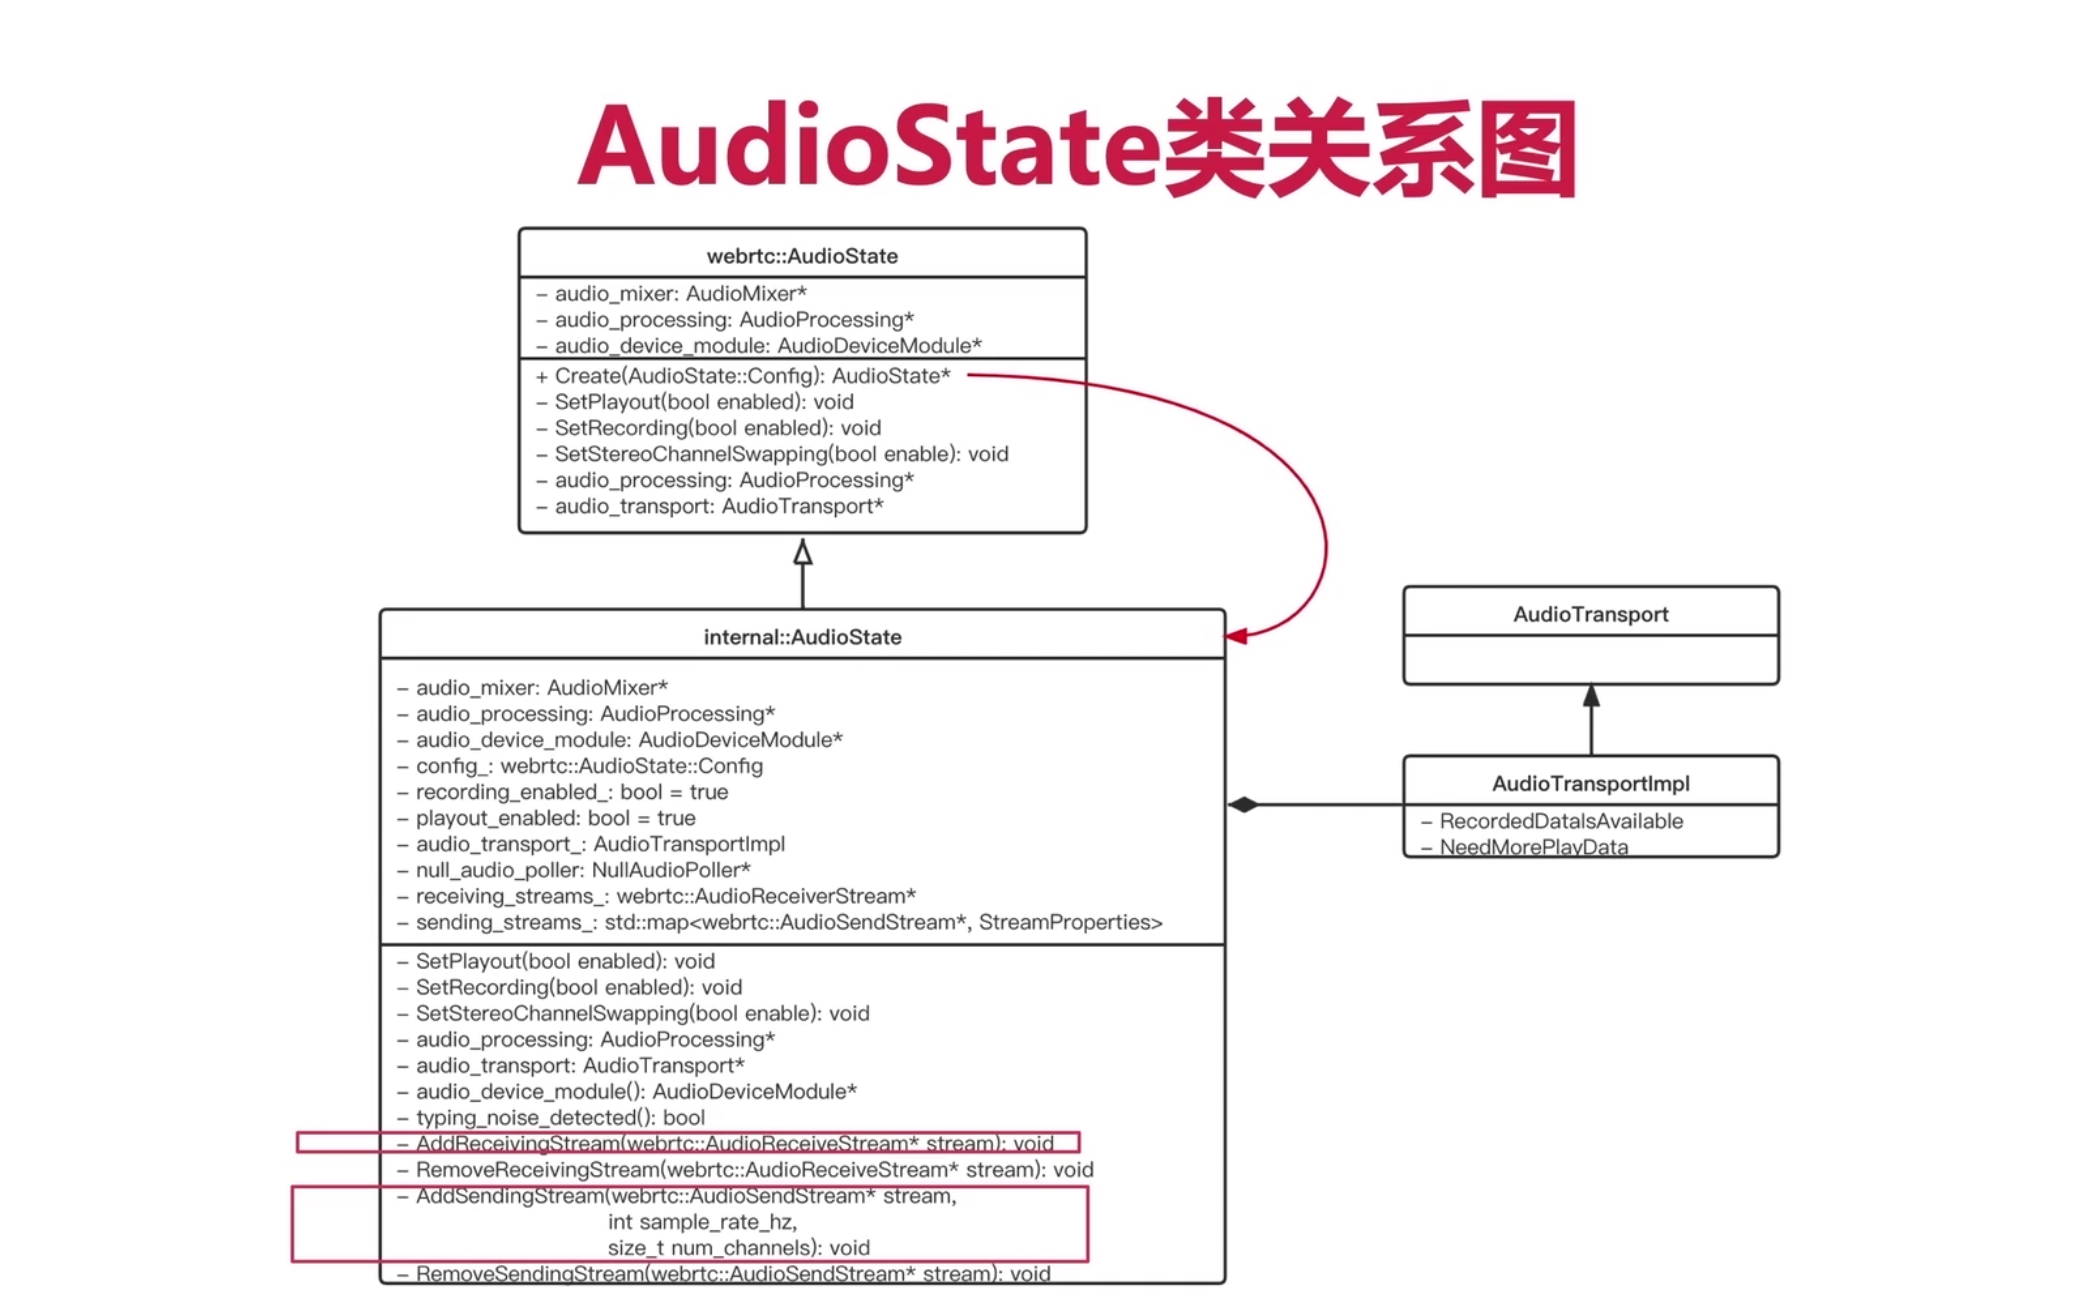 AudioState类关系图
webrtc::AudioState
– audio_mixer: AudioMixer*
– audio_processing: AudioProcessing*
– audio_device_module: AudioDeviceModule*
+ Create(AudioState::Config): AudioState*
– SetPlayout(bool enabled): void
– SetRecording(bool enabled): void
– SetStereoChannelSwapping(bool enable): void
– audio_processing: AudioProcessing*
– audio_transport: AudioTransport*
internal::AudioState
– audio_mixer: AudioMixer*
– audio_processing: AudioProcessing*
– audio_device_module: AudioDeviceModule*
– config_: webrtc::AudioState::Config
– recording_enabled_: bool = true
– playout_enabled: bool = true
– audio_transport_: AudioTransportImpl
– null_audio_poller: NullAudioPoller*
– receiving_streams_: webrtc::AudioReceiverStream*
– sending_streams_: std::map<webrtc::AudioSendStream*, StreamProperties>
– SetPlayout(bool enabled): void
– SetRecording(bool enabled): void
– SetStereoChannelSwapping(bool enable): void
– audio_processing: AudioProcessing*
– audio_transport: AudioTransport*
– audio_device_module(): AudioDeviceModule*
– typing_noise_detected(): bool
– AddReceivingStream(webrtc::AudioReceiveStream* stream): void
– RemoveReceivingStream(webrtc::AudioReceiveStream* stream): void
– AddSendingStream(webrtc::AudioSendStream* stream,
int sample_rate_hz,
size_t num_channels): void
– RemoveSendingStream(webrtc::AudioSendStream* stream): void
AudioTransport
AudioTransportImpl
– RecordedDataIsAvailable
– NeedMorePlayData